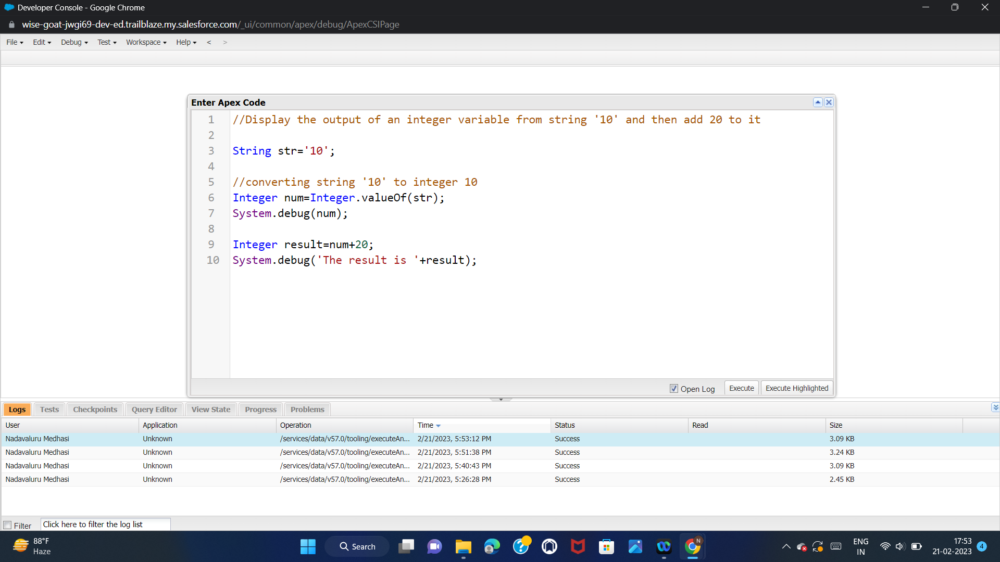 Developer Console - Google Chrome
wise-goat-jwgi69-dev-ed.trailblaze.my.salesforce.com/_ui/common/apex/debug/ApexCSIPage
File Edit Debug Test Workspace Help < >
Enter Apex Code
1 //Display the output of an integer variable from string '10' and then add 20 to it
2
3 String str='10';
4
5 //converting string '10' to integer 10
6 Integer num=Integer.valueOf(str);
7 System.debug(num);
8
9 Integer result=num+20;
10 System.debug('The result is '+result);
Open Log Execute Execute Highlighted
Logs Tests Checkpoints Query Editor View State Progress Problems
User Application Operation Time Status Read Size
Nadavaluru Medhasi Unknown /services/data/v57.0/tooling/executeAn... 2/21/2023, 5:53:12 PM Success 3.09 KB
Nadavaluru Medhasi Unknown /services/data/v57.0/tooling/executeAn... 2/21/2023, 5:51:38 PM Success 3.24 KB
Nadavaluru Medhasi Unknown /services/data/v57.0/tooling/executeAn... 2/21/2023, 5:40:43 PM Success 3.09 KB
Nadavaluru Medhasi Unknown /services/data/v57.0/tooling/executeAn... 2/21/2023, 5:26:28 PM Success 2.45 KB
Filter Click here to filter the log list
88°F
Haze
Search
N
ENG
IN
17:53
21-02-2023
4